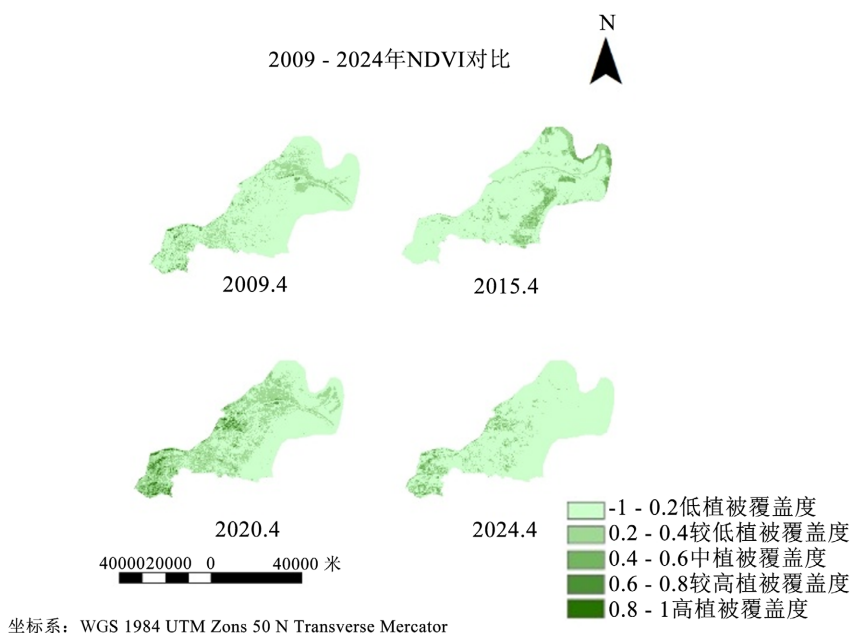 N
2009 - 2024年NDVI对比
2009.4
2015.4
2020.4
2024.4
-1 - 0.2低植被覆盖度
0.2 - 0.4较低植被覆盖度
0.4 - 0.6中植被覆盖度
0.6 - 0.8较高植被覆盖度
0.8 - 1高植被覆盖度
4000020000 0 40000 米
坐标系：WGS 1984 UTM Zons 50 N Transverse Mercator